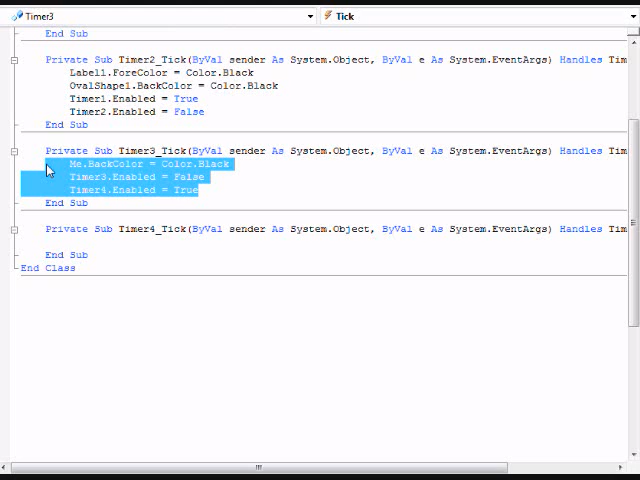 Timer3
Tick
End Sub
Private Sub Timer2_Tick(ByVal sender As System.Object, ByVal e As System.EventArgs) Handles Tim
Label1.ForeColor = Color.Black
OvalShape1.BackColor = Color.Black
Timer1.Enabled = True
Timer2.Enabled = False
End Sub
Private Sub Timer3_Tick(ByVal sender As System.Object, ByVal e As System.EventArgs) Handles Tim
Me.BackColor = Color.Black
Timer3.Enabled = False
Timer4.Enabled = True
End Sub
Private Sub Timer4_Tick(ByVal sender As System.Object, ByVal e As System.EventArgs) Handles Tim
End Sub
End Class